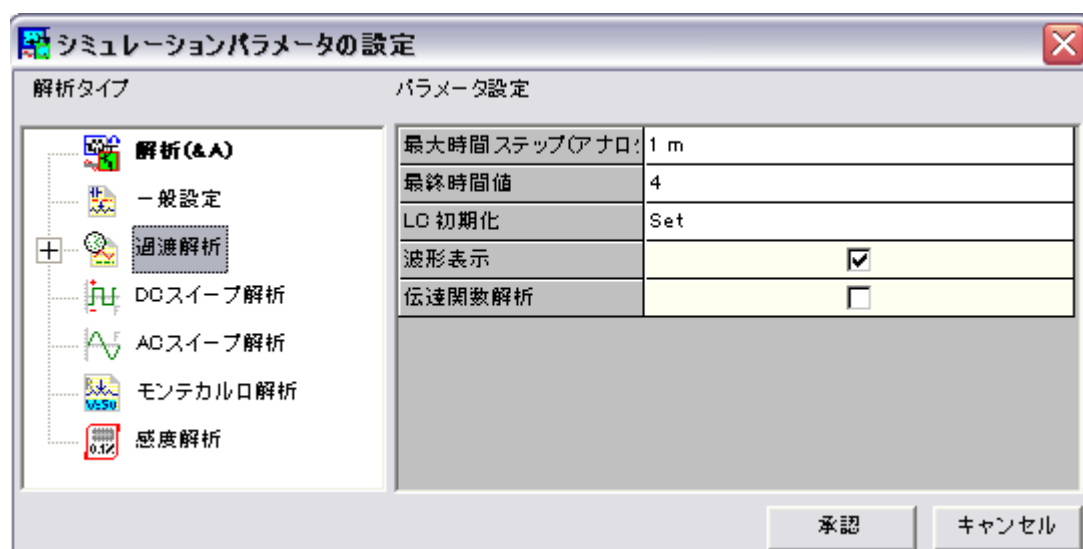 シミュレーションパラメータの設定
解析タイプ
パラメータ設定
解析(&A)
一般設定
過渡解析
DCスイープ解析
ACスイープ解析
モンテカルロ解析
感度解析
0.1%
最大時間ステップ(アナロ 1 m
最終時間値 4
LC 初期化 Set
波形表示
伝達関数解析
承認 キャンセル